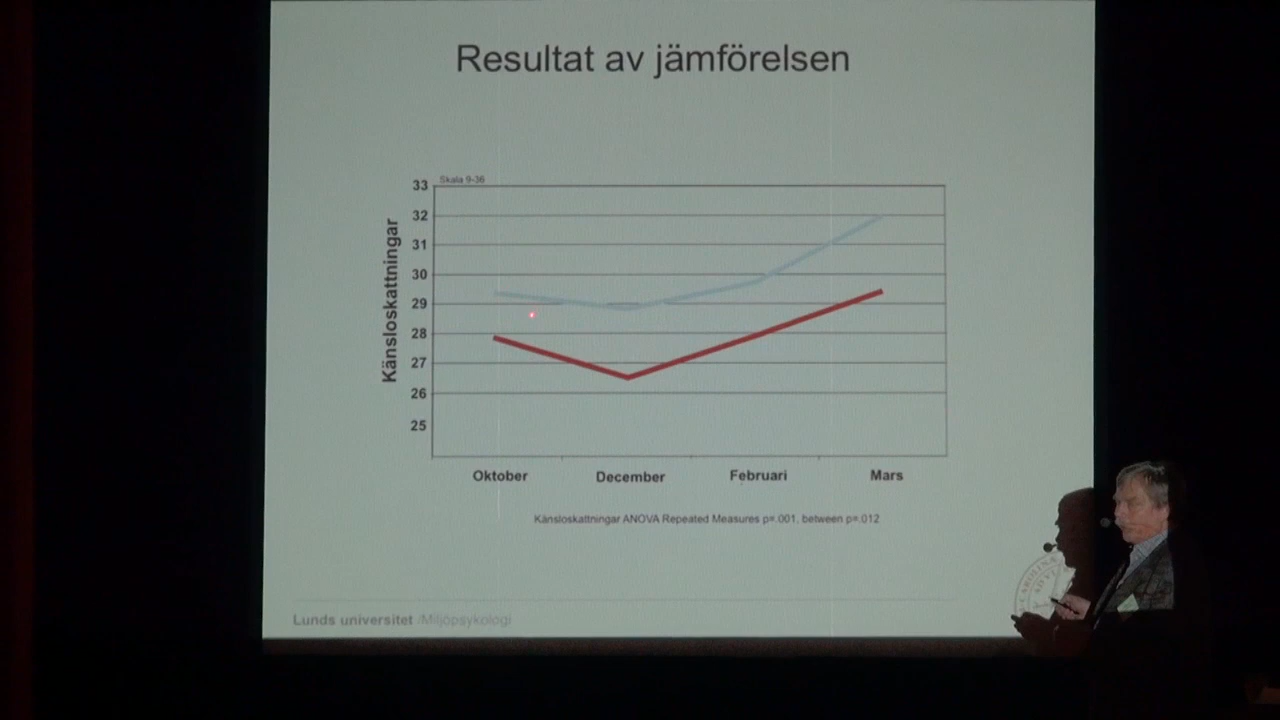 Resultat av jämförelsen
Skala 9-36
Känsloskattningar
33
32
31
30
29
28
27
26
25
Oktober December Februari Mars
Känsloskattningar ANOVA Repeated Measures p=.001, between p=.012
Lunds universitet /Miljöpsykologi
CAROLINA